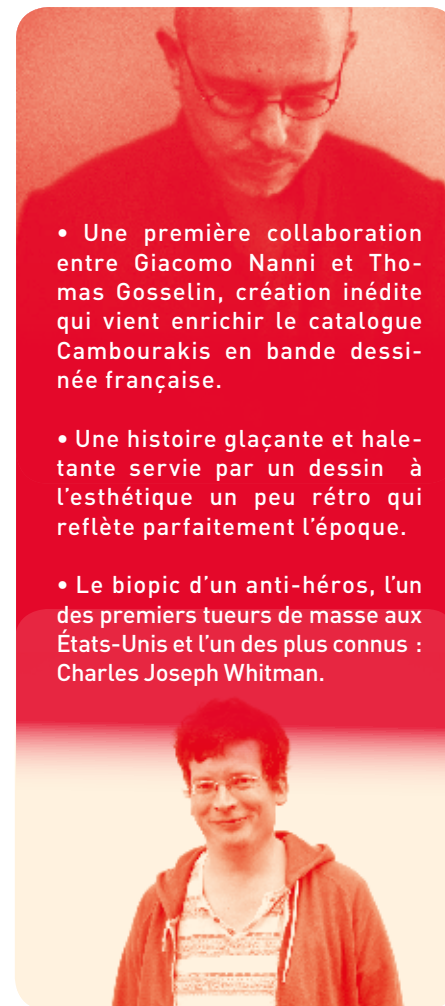 • Une première collaboration
entre Giacomo Nanni et Tho-
mas Gosselin, création inédite
qui vient enrichir le catalogue
Cambourakis en bande dessi-
née française.
• Une histoire glaçante et hale-
tante servie par un dessin à
l’esthétique un peu rétro qui
reflète parfaitement l’époque.
• Le biopic d’un anti-héros, l’un
des premiers tueurs de masse aux
États-Unis et l’un des plus connus :
Charles Joseph Whitman.